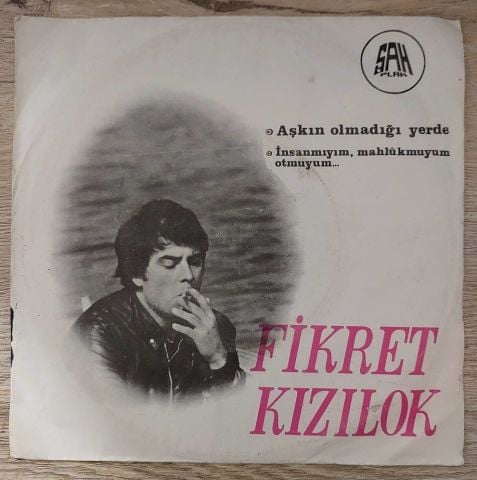 ŞAH
PLAK
Aşkın olmadığı yerde
İnsanmıyım, mahlûkmuyum
otmuyum...
FİKRET
KIZILOK